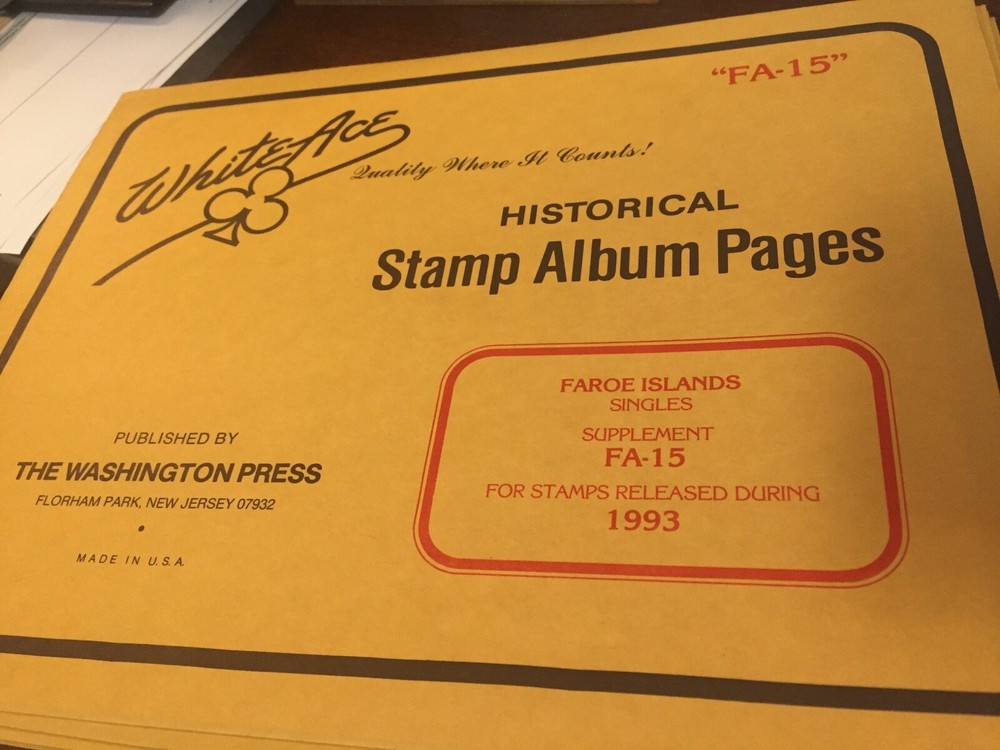 "FA-15"
White Ace
Quality Where It Counts!
HISTORICAL
Stamp Album Pages
FAROE ISLANDS
SINGLES
SUPPLEMENT
FA-15
FOR STAMPS RELEASED DURING
1993
PUBLISHED BY
THE WASHINGTON PRESS
FLORHAM PARK, NEW JERSEY 07932
•
MADE IN U.S.A.